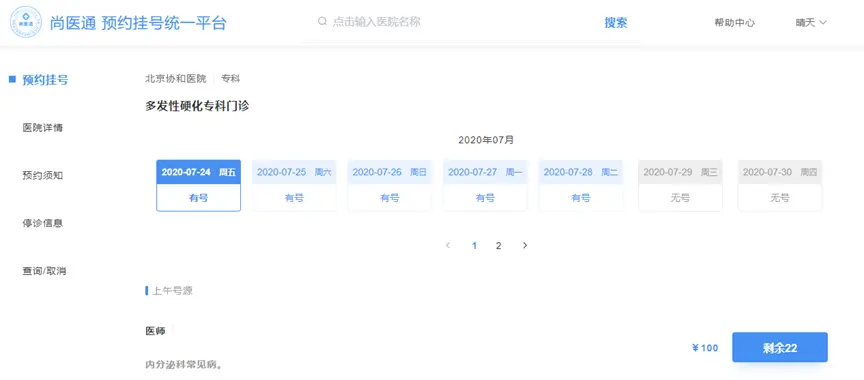 尚医通 预约挂号统一平台 点击输入医院名称 搜索 帮助中心 晴天
预约挂号
医院详情
预约须知
停诊信息
查询/取消
北京协和医院 专科
多发性硬化专科门诊
2020年07月
2020-07-24 周五 2020-07-25 周六 2020-07-26 周日 2020-07-27 周一 2020-07-28 周二 2020-07-29 周三 2020-07-30 周四
有号 有号 有号 有号 有号 无号 无号
1 2
上午号源
医师
内分泌科常见病。
¥100 剩余22